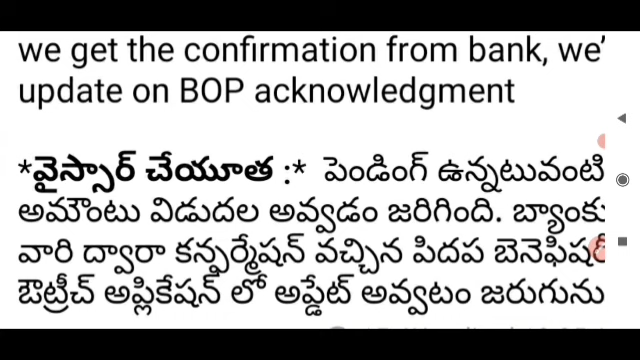 we get the confirmation from bank, we'
update on BOP acknowledgment
*వైస్సార్ చేయూత :* పెండింగ్ ఉన్నటువంటి
అమౌంటు విడుదల అవ్వడం జరిగింది. బ్యాంకు
వారి ద్వారా కన్ఫర్మేషన్ వచ్చిన పిదప బెనెఫిషరీ
ఔట్రీచ్ అప్లికేషన్ లో అప్డేట్ అవ్వటం జరుగును